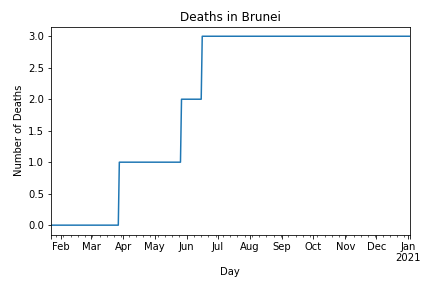 Deaths in Brunei
Number of Deaths
3.0
2.5
2.0
1.5
1.0
0.5
0.0
Feb Mar Apr May Jun Jul Aug Sep Oct Nov Dec Jan
2021
Day